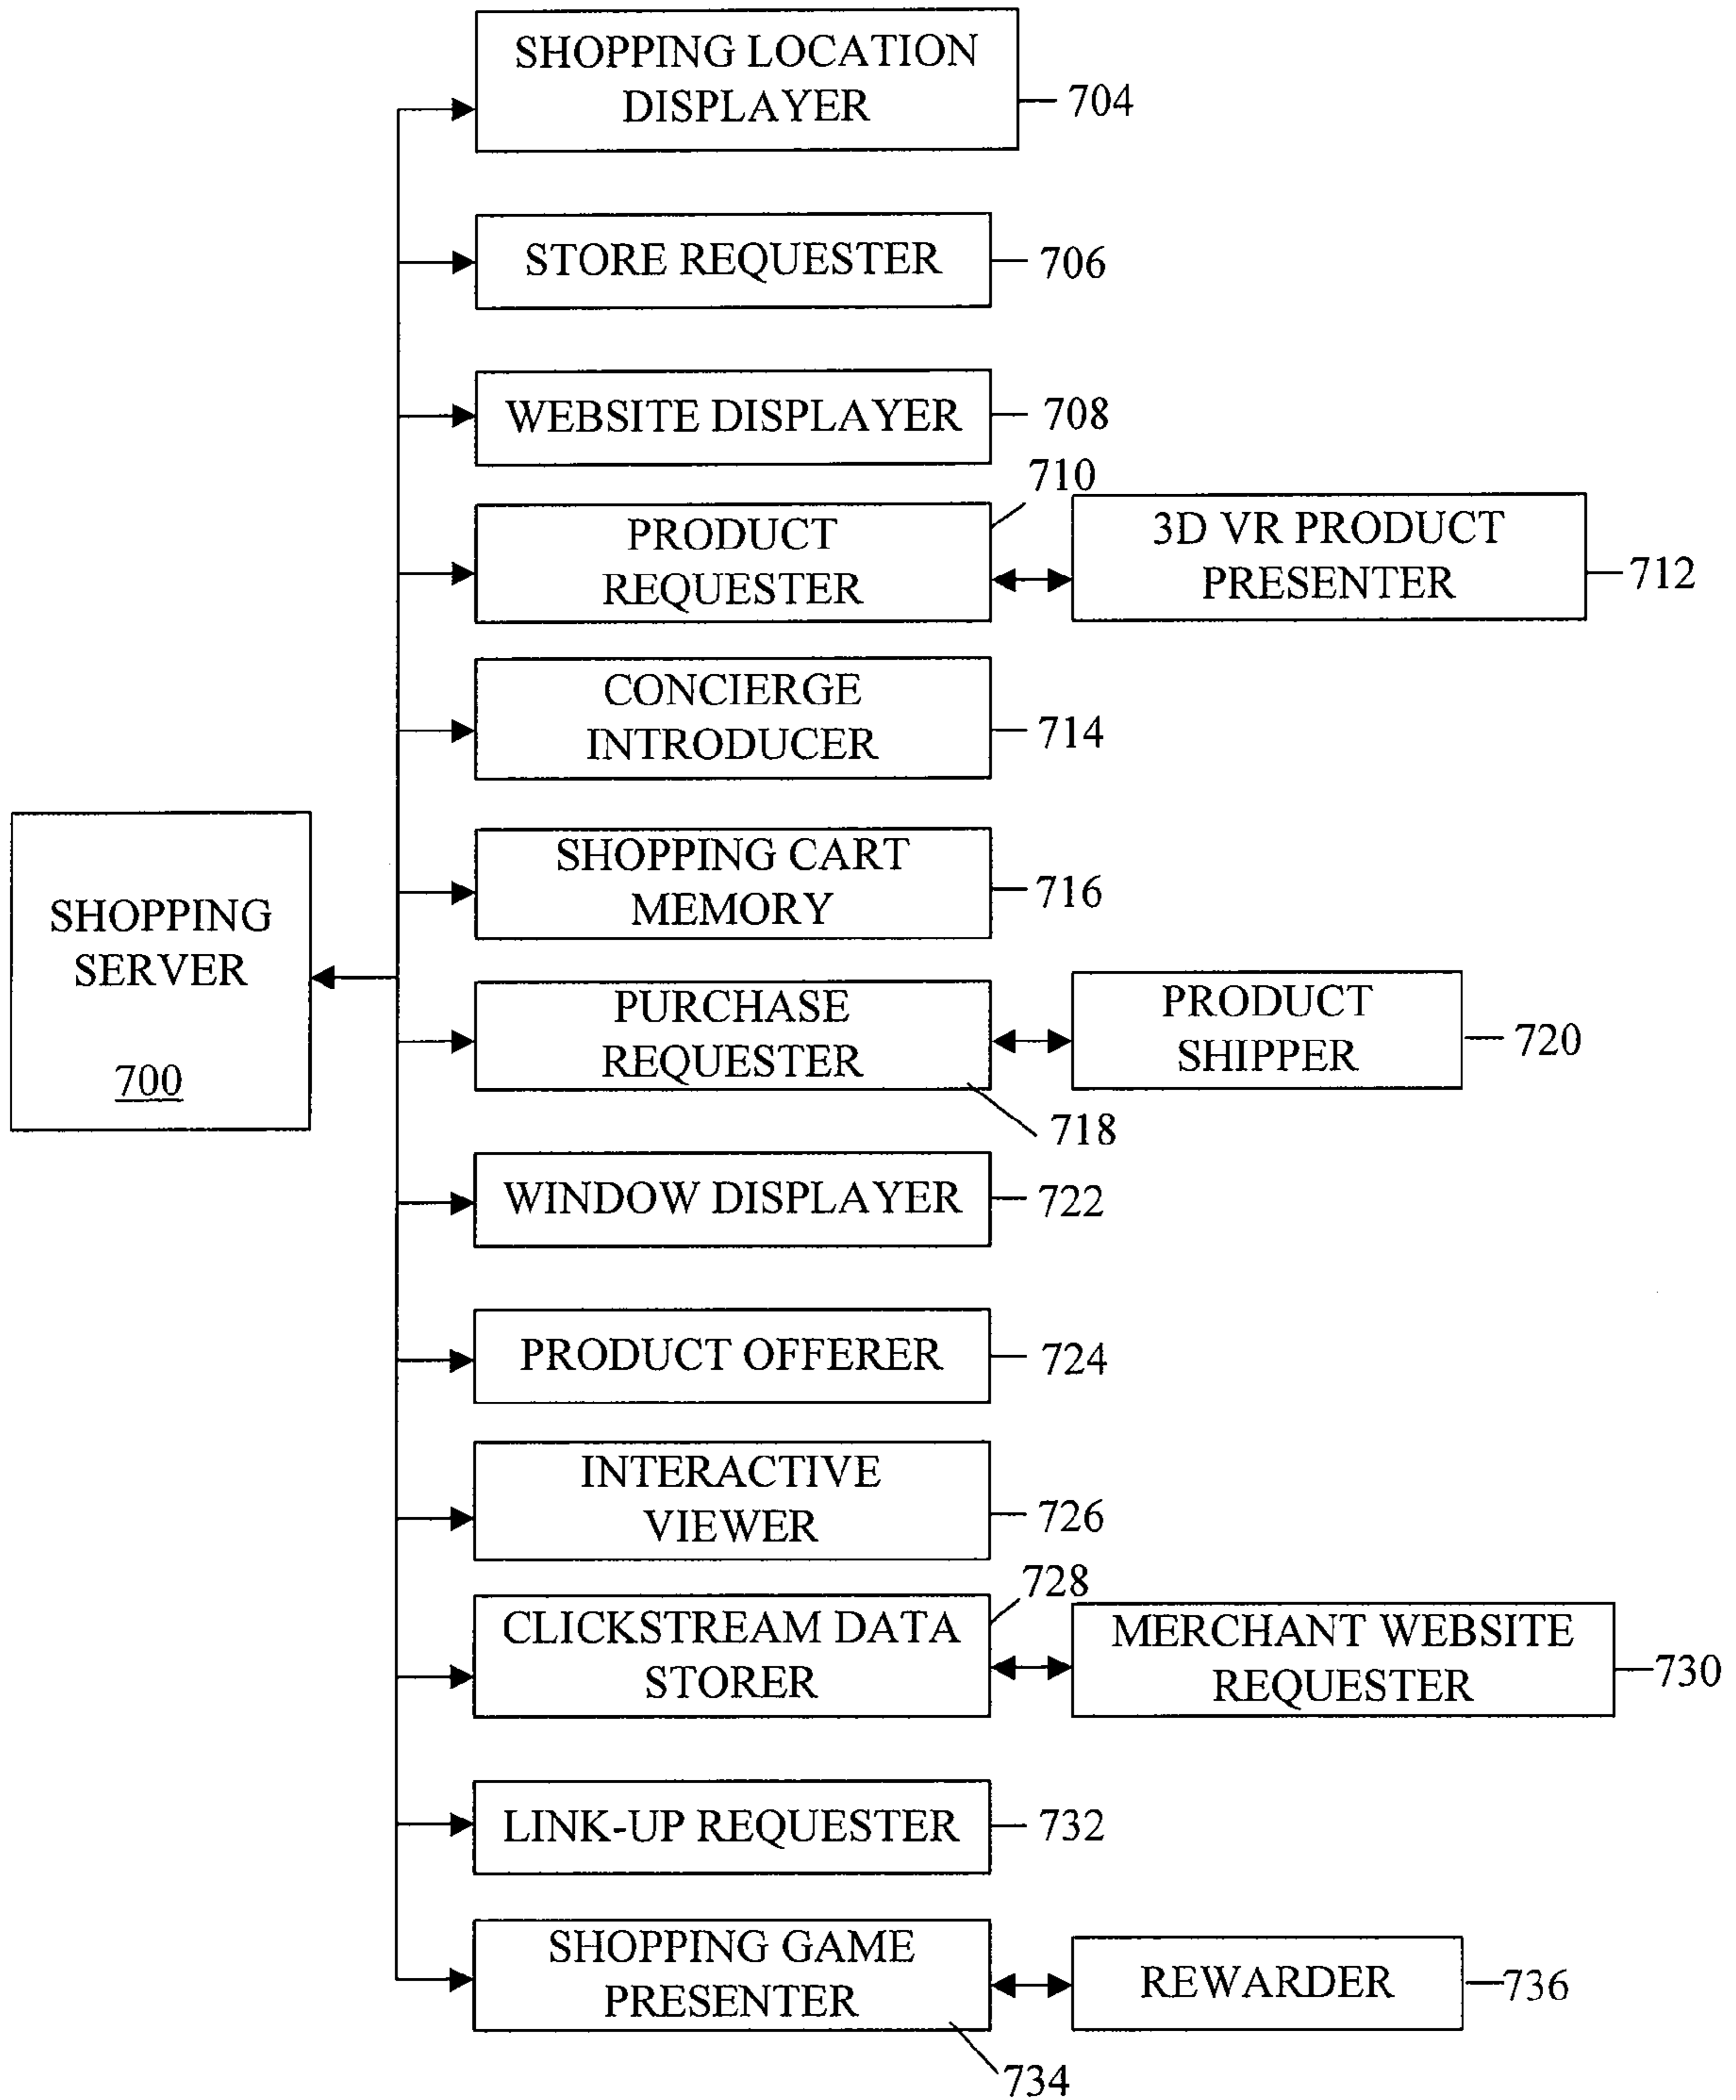 SHOPPING LOCATION
DISPLAYER
704
STORE REQUESTER
706
WEBSITE DISPLAYER
708
710
PRODUCT
REQUESTER
3D VR PRODUCT
PRESENTER
712
CONCIERGE
INTRODUCER
714
SHOPPING CART
MEMORY
716
SHOPPING
SERVER
700
PURCHASE
REQUESTER
718
PRODUCT
SHIPPER
720
WINDOW DISPLAYER
722
PRODUCT OFFERER
724
INTERACTIVE
VIEWER
726
728
CLICKSTREAM DATA
STORER
MERCHANT WEBSITE
REQUESTER
730
LINK-UP REQUESTER
732
SHOPPING GAME
PRESENTER
734
REWARDER
736